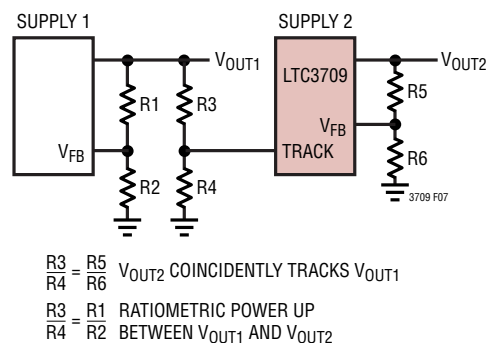 SUPPLY 1
SUPPLY 2
VOUT1
VOUT2
LTC3709
R1
R3
R5
VFB
VFB
TRACK
R2
R4
R6
3709 F07
R3/R4 = R5/R6 VOUT2 COINCIDENTLY TRACKS VOUT1
R3/R4 = R1/R2 RATIOMETRIC POWER UP
BETWEEN VOUT1 AND VOUT2